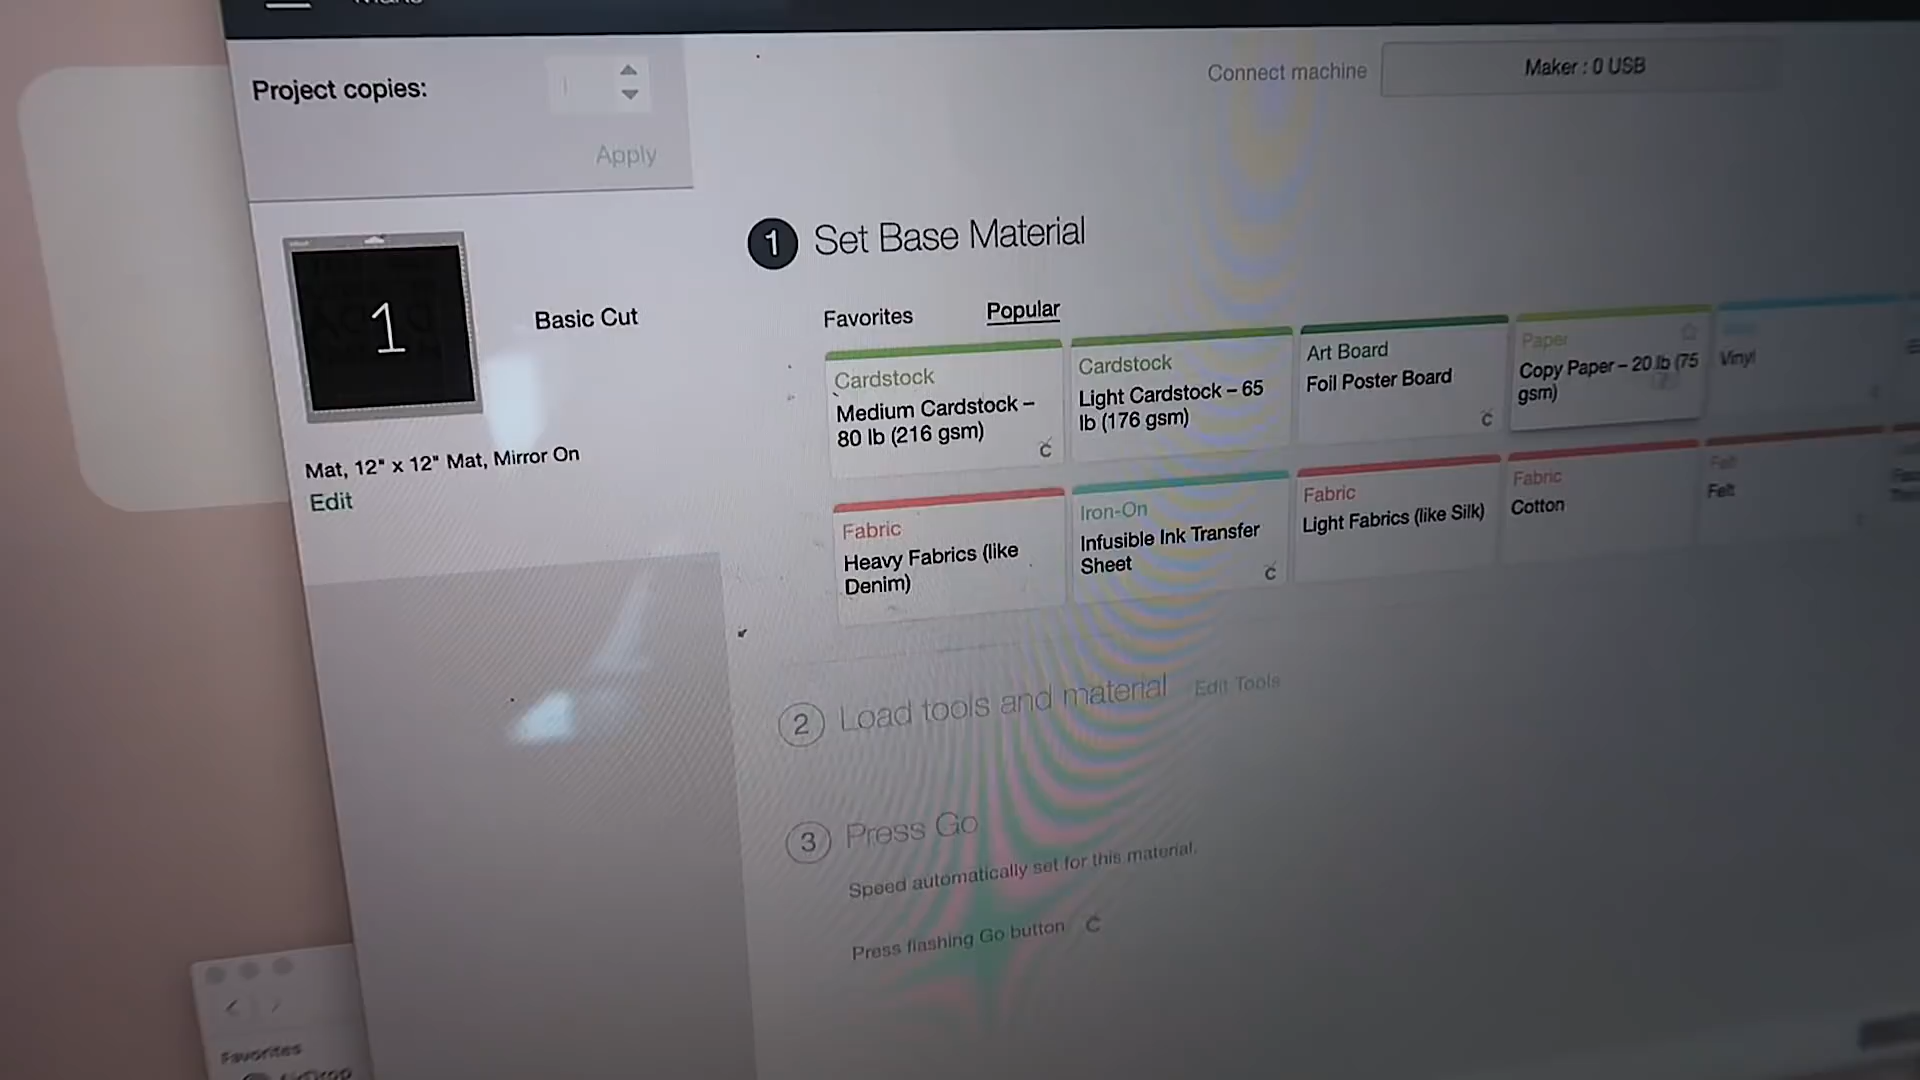 Make
Project copies:
1
Apply
Connect machine
Maker : 0 USB
1
Basic Cut
Mat, 12" x 12" Mat, Mirror On
Edit
1 Set Base Material
Favorites
Popular
Cardstock
Medium Cardstock –
80 lb (216 gsm)
Cardstock
Light Cardstock – 65
lb (176 gsm)
Art Board
Foil Poster Board
Paper
Copy Paper – 20 lb (75
gsm)
Vinyl
Fabric
Heavy Fabrics (like
Denim)
Iron-On
Infusible Ink Transfer
Sheet
Fabric
Light Fabrics (like Silk)
Fabric
Cotton
Felt
Felt
2 Load tools and material
Edit Tools
3 Press Go
Speed automatically set for this material.
Press flashing Go button
Favorites
AirDrop